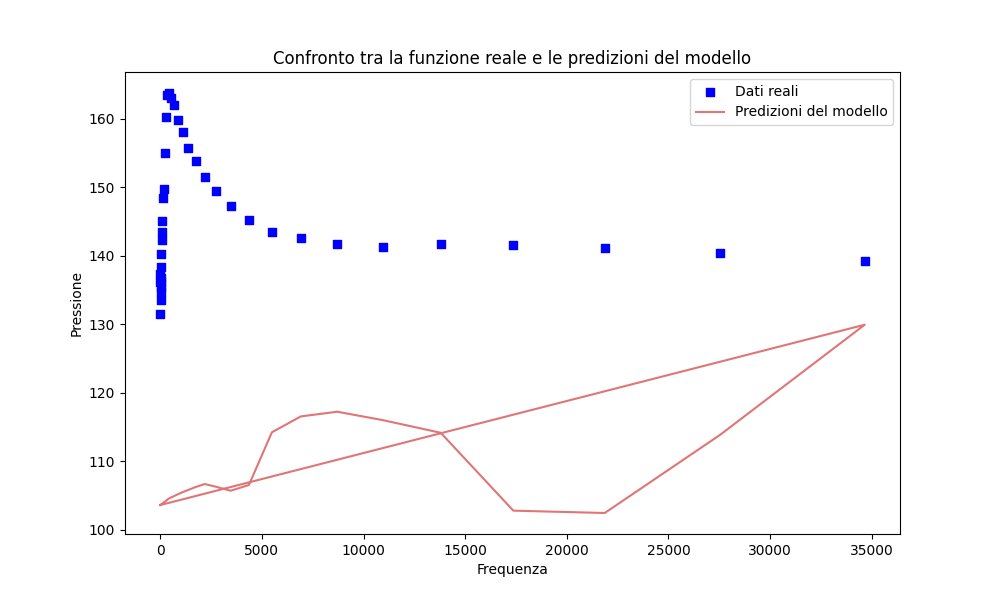 Confronto tra la funzione reale e le predizioni del modello
Dati reali
Predizioni del modello
Pressione
160
150
140
130
120
110
100
0 5000 10000 15000 20000 25000 30000 35000
Frequenza